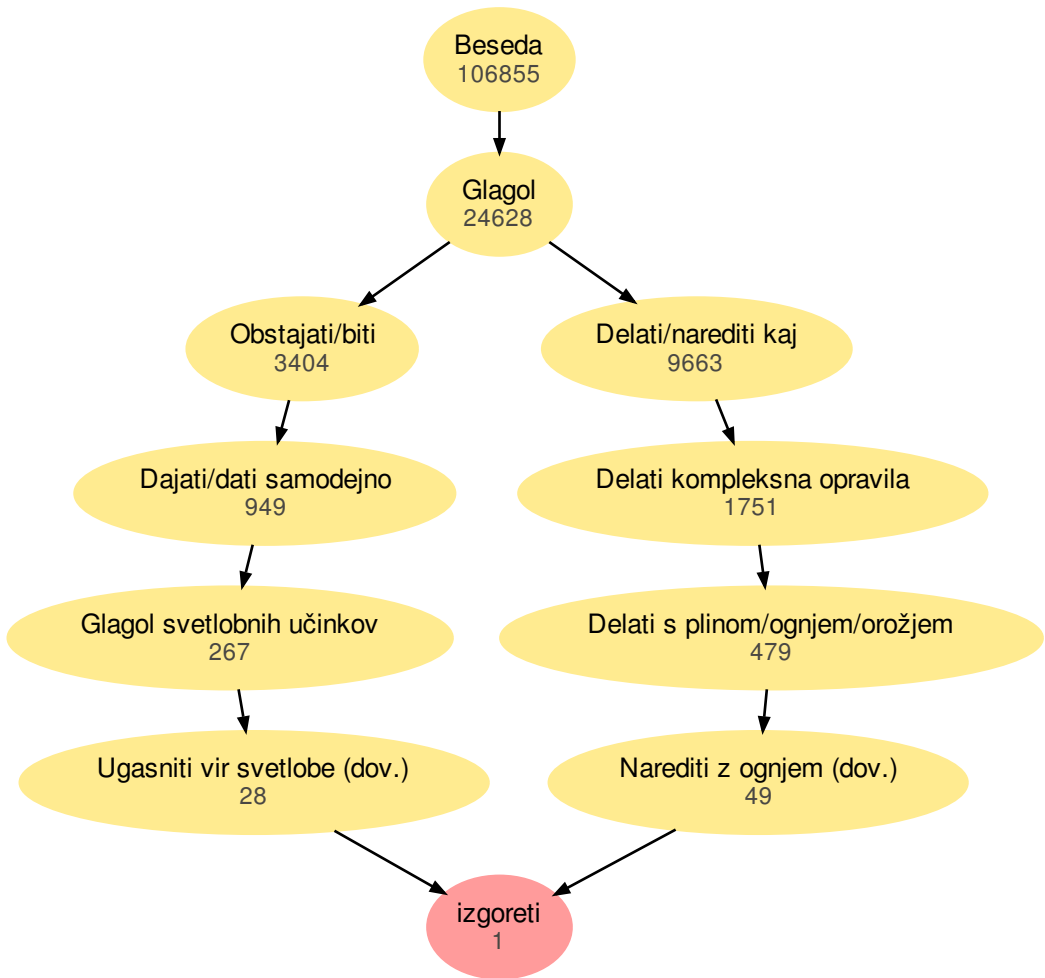 Beseda
106855
Glagol
24628
Obstajati/biti
3404
Delati/narediti kaj
9663
Dajati/dati samodejno
949
Delati kompleksna opravila
1751
Glagol svetlobnih učinkov
267
Delati s plinom/ognjem/orožjem
479
Ugasniti vir svetlobe (dov.)
28
Narediti z ognjem (dov.)
49
izgoreti
1